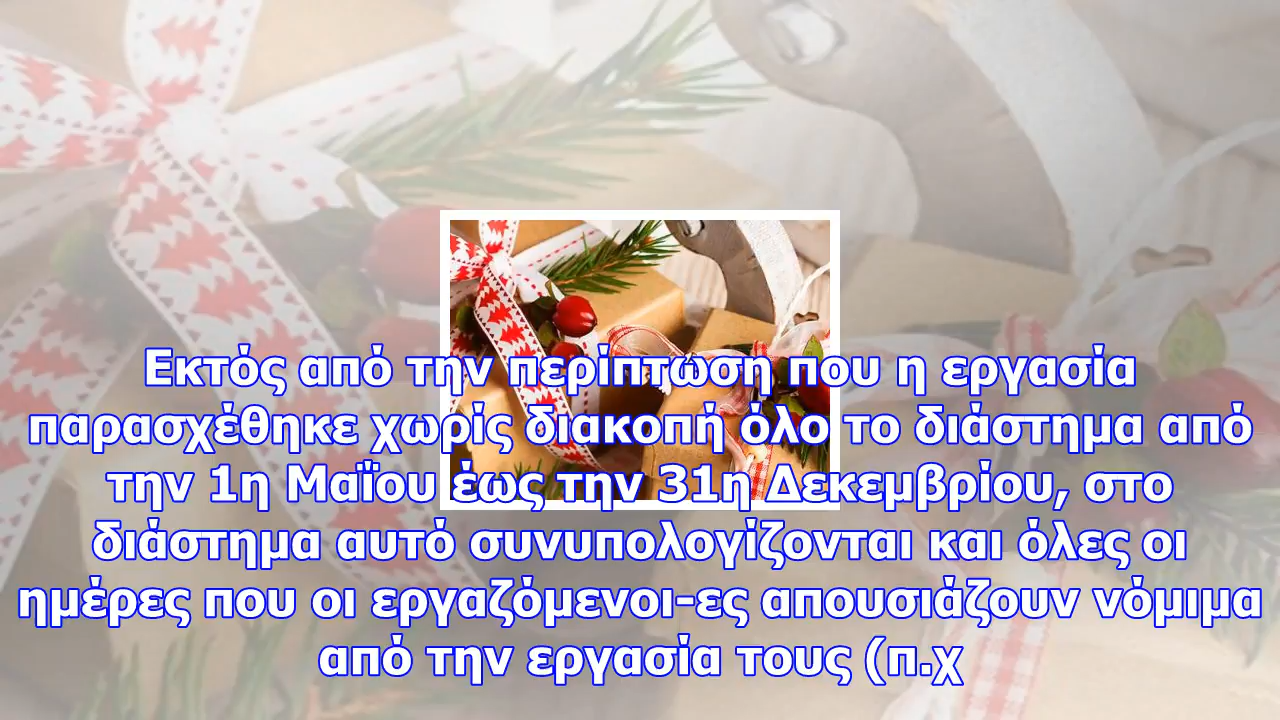 Εκτός από την περίπτωση που η εργασία
παρασχέθηκε χωρίς διακοπή όλο το διάστημα από
την 1η Μαΐου έως την 31η Δεκεμβρίου, στο
διάστημα αυτό συνυπολογίζονται και όλες οι
ημέρες που οι εργαζόμενοι-ες απουσιάζουν νόμιμα
από την εργασία τους (π.χ